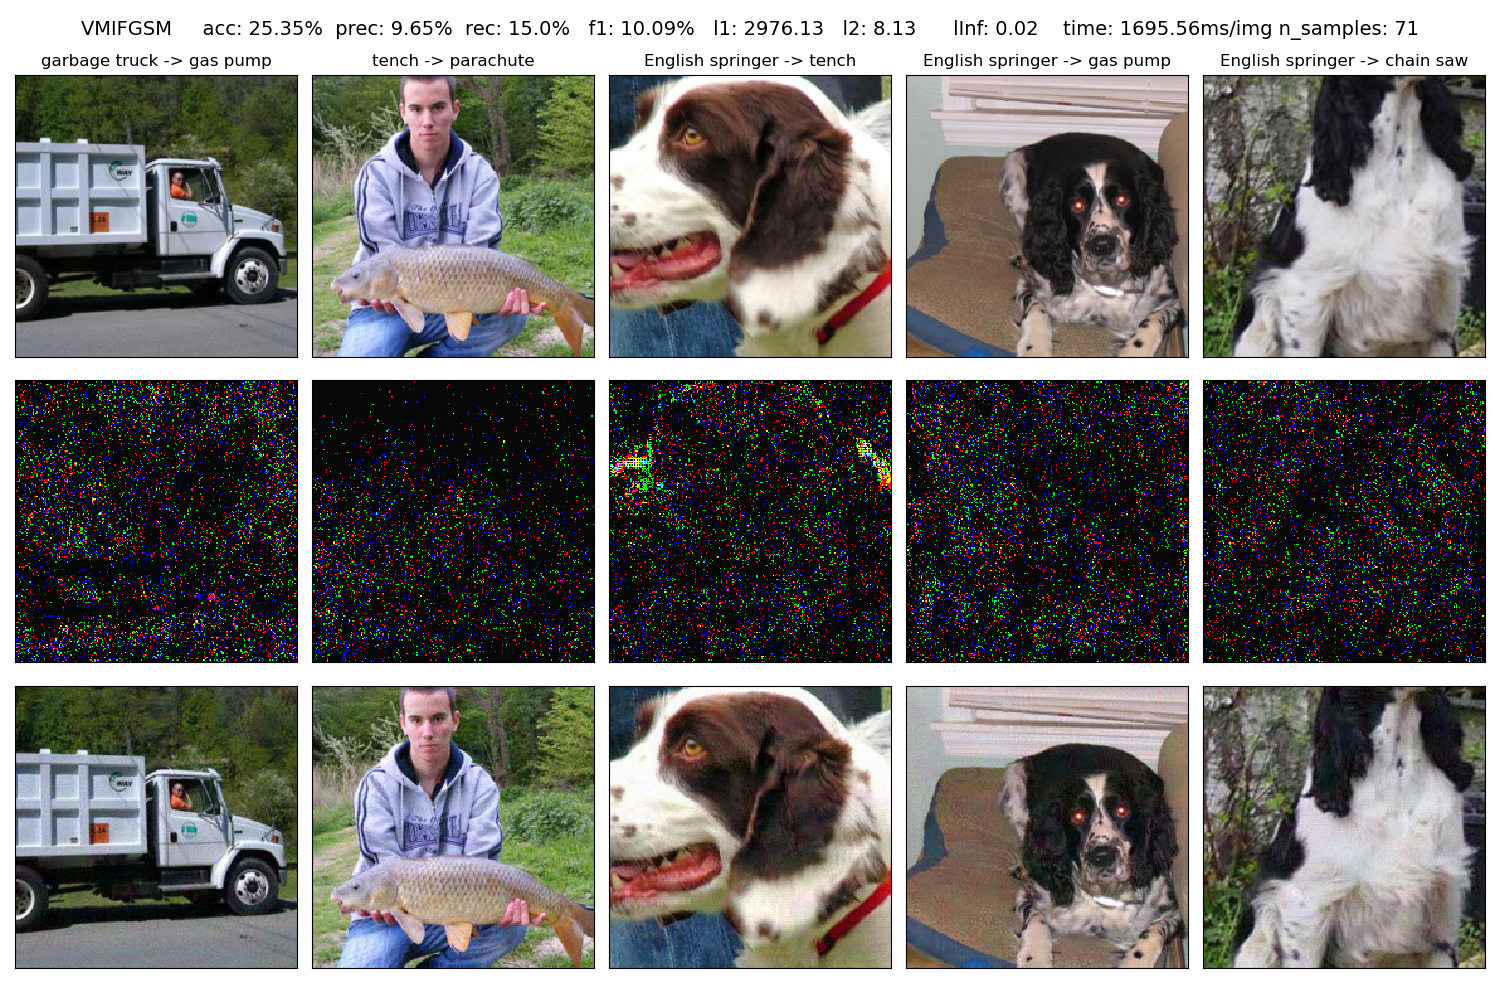 VMIFGSM acc: 25.35% prec: 9.65% rec: 15.0% f1: 10.09% l1: 2976.13 l2: 8.13 lInf: 0.02 time: 1695.56ms/img n_samples: 71
garbage truck -> gas pump
tench -> parachute
English springer -> tench
English springer -> gas pump
English springer -> chain saw